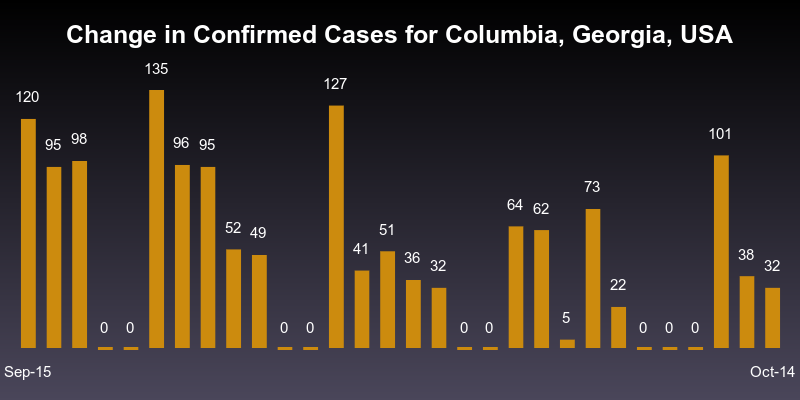 Change in Confirmed Cases for Columbia, Georgia, USA
120 95 98 0 0 135 96 95 52 49 0 0 127 41 51 36 32 0 0 64 62 5 73 22 0 0 0 101 38 32
Sep-15 Oct-14